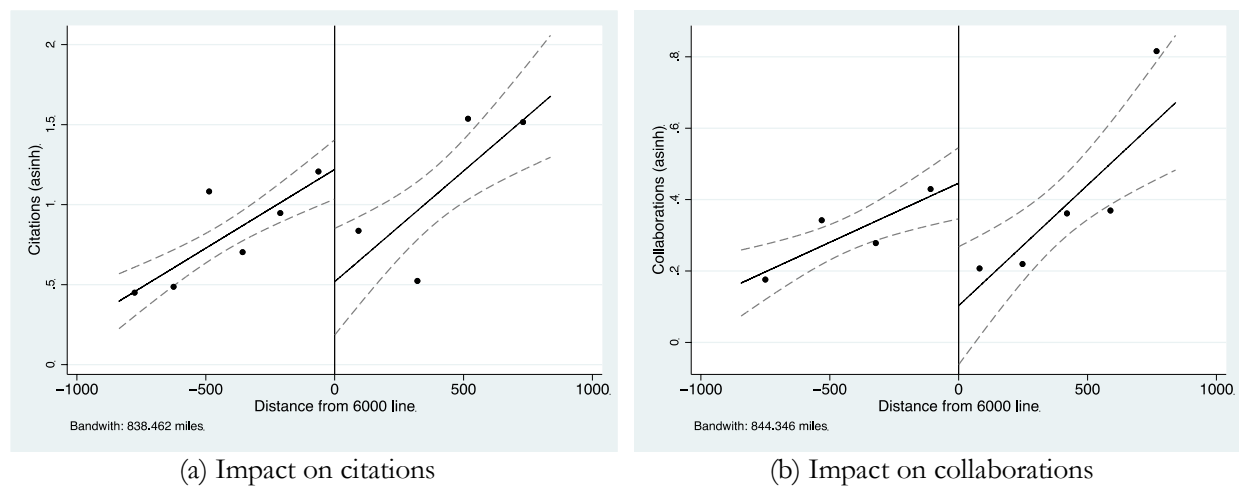 2.
1.5
1.
.5
0.
Citations (asinh).
−1000
−500
0
500
1000.
Distance from 6000 line.
Bandwith: 838.462 miles.
(a) Impact on citations
.8.
.6
.4
.2
0.
Collaborations (asinh).
−1000
−500
0
500
1000.
Distance from 6000 line.
Bandwith: 844.346 miles.
(b) Impact on collaborations